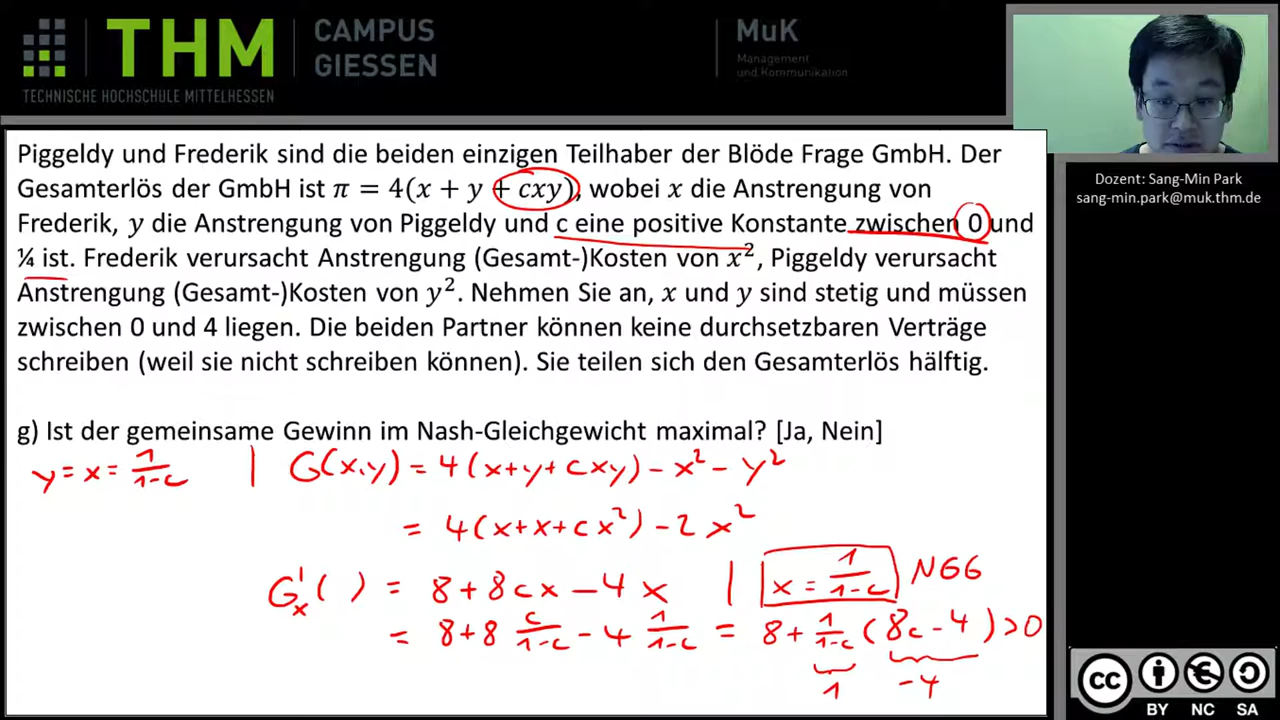 THM
CAMPUS
GIESSEN
TECHNISCHE HOCHSCHULE MITTELHESSEN
MuK
Management
und Kommunikation
Dozent: Sang-Min Park
sang-min.park@muk.thm.de
Piggeldy und Frederik sind die beiden einzigen Teilhaber der Blöde Frage GmbH. Der
Gesamterlös der GmbH ist π = 4(x + y + cxy), wobei x die Anstrengung von
Frederik, y die Anstrengung von Piggeldy und c eine positive Konstante zwischen 0 und
¼ ist. Frederik verursacht Anstrengung (Gesamt-)Kosten von x², Piggeldy verursacht
Anstrengung (Gesamt-)Kosten von y². Nehmen Sie an, x und y sind stetig und müssen
zwischen 0 und 4 liegen. Die beiden Partner können keine durchsetzbaren Verträge
schreiben (weil sie nicht schreiben können). Sie teilen sich den Gesamterlös hälftig.
g) Ist der gemeinsame Gewinn im Nash-Gleichgewicht maximal? [Ja, Nein]
y = x = 1/(1-c) | G(x,y) = 4(x+y+cxy) - x² - y²
= 4(x+x+cx²) - 2x²
G'x( ) = 8 + 8cx - 4x | x = 1/(1-c) NGG
= 8 + 8 c/(1-c) - 4 1/(1-c) = 8 + 1/(1-c) (8c - 4) > 0
1 -4
cc BY NC SA